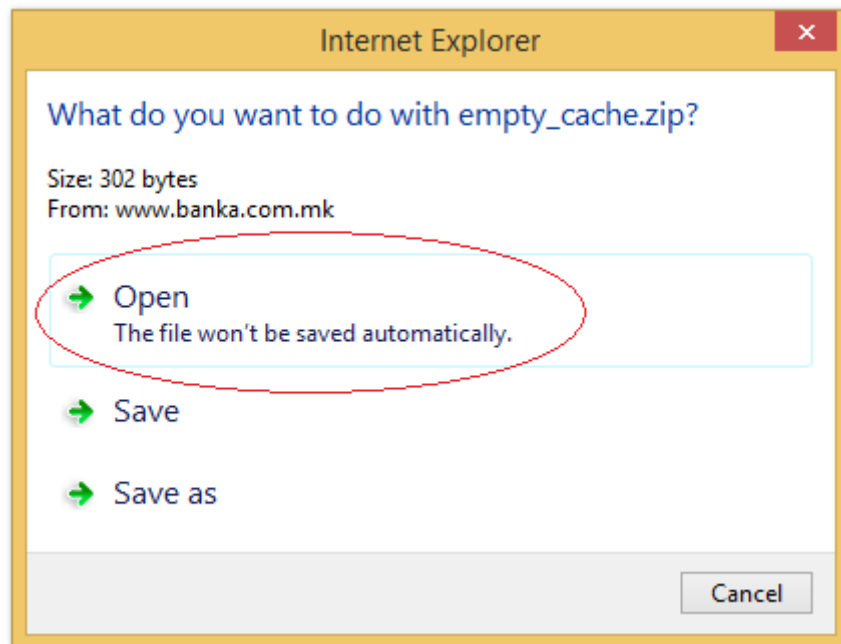 Internet Explorer
What do you want to do with empty_cache.zip?
Size: 302 bytes
From: www.banka.com.mk
Open
The file won't be saved automatically.
Save
Save as
Cancel